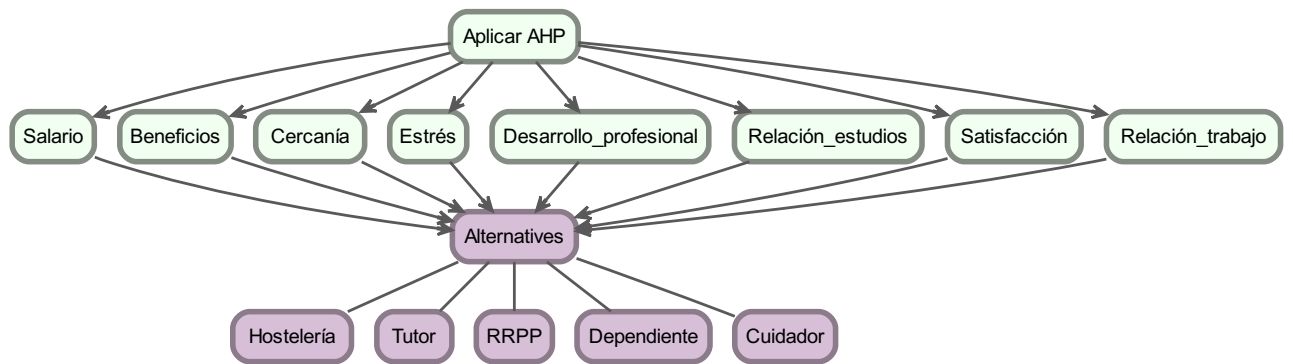 Aplicar AHP
Salario
Beneficios
Cercanía
Estrés
Desarrollo_profesional
Relación_estudios
Satisfacción
Relación_trabajo
Alternatives
Hostelería
Tutor
RRPP
Dependiente
Cuidador